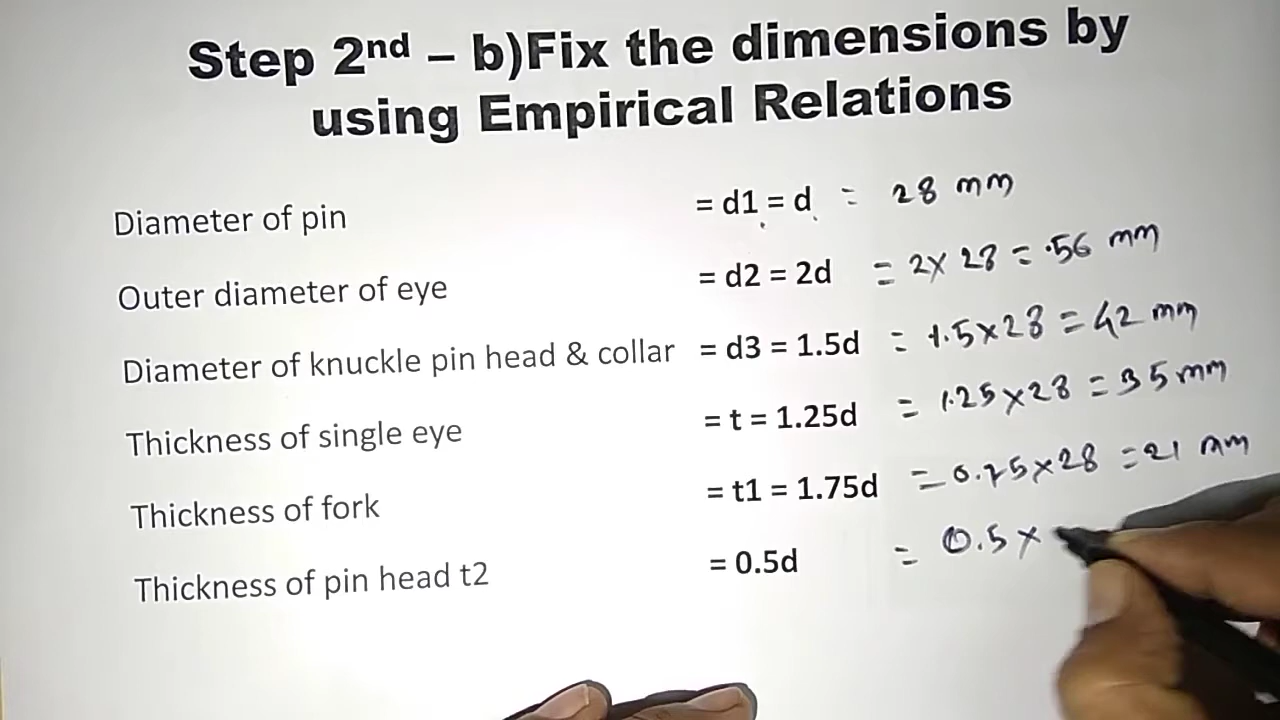 Step 2nd – b)Fix the dimensions by
using Empirical Relations
Diameter of pin = d1 = d = 28 mm
Outer diameter of eye = d2 = 2d = 2x 28 = 56 mm
Diameter of knuckle pin head & collar = d3 = 1.5d = 1.5x28 = 42 mm
Thickness of single eye = t = 1.25d = 1.25x28 = 35 mm
Thickness of fork = t1 = 1.75d = 0.75x28 = 21 mm
Thickness of pin head t2 = 0.5d = 0.5 x